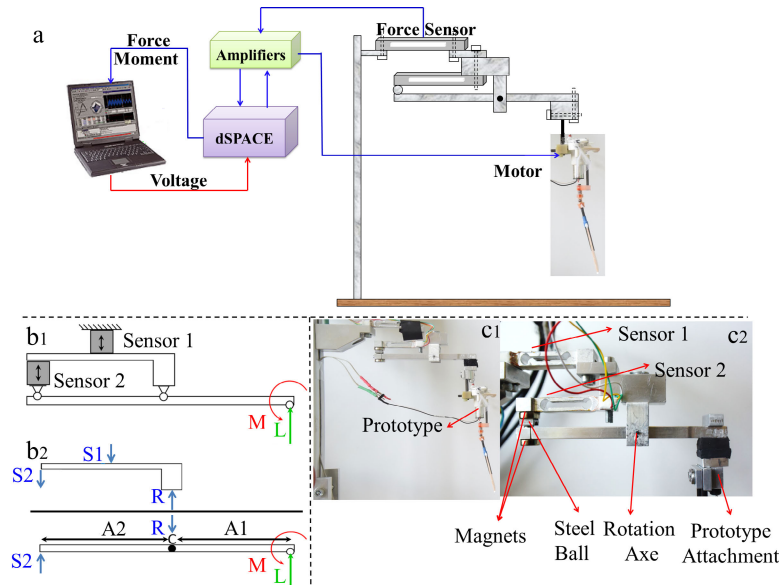 a
Force Sensor
Force
Moment
Amplifiers
dSPACE
Voltage
Motor
b1
Sensor 1
Sensor 2
M
L
b2
S1
S2
R
R
C
A2
A1
M
S2
L
c1
Prototype
c2
Sensor 1
Sensor 2
Magnets
Steel
Ball
Rotation
Axe
Prototype
Attachment